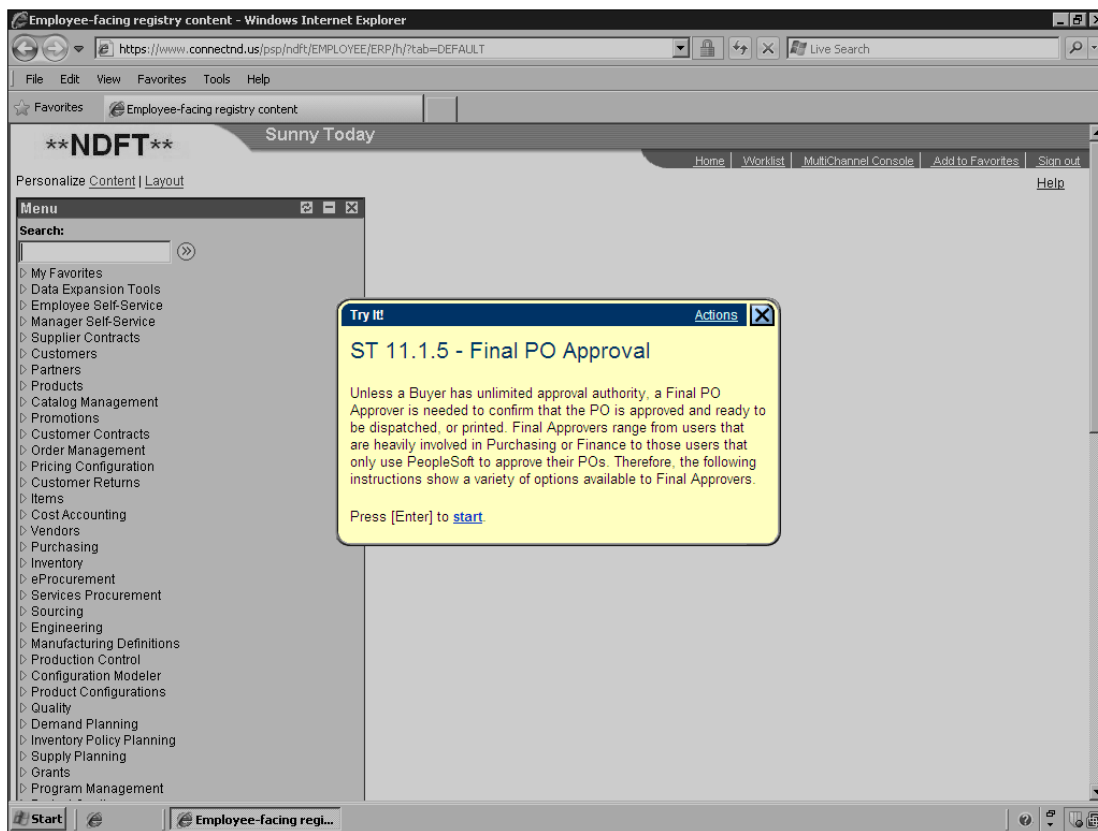 Employee-facing registry content - Windows Internet Explorer
https://www.connectnd.us/psp/ndft/EMPLOYEE/ERP/h/?tab=DEFAULT
Live Search
File Edit View Favorites Tools Help
Favorites Employee-facing registry content
**NDFT** Sunny Today
Home Worklist MultiChannel Console Add to Favorites Sign out
Personalize Content | Layout Help
Menu
Search:
My Favorites
Data Expansion Tools
Employee Self-Service
Manager Self-Service
Supplier Contracts
Customers
Partners
Products
Catalog Management
Promotions
Customer Contracts
Order Management
Pricing Configuration
Customer Returns
Items
Cost Accounting
Vendors
Purchasing
Inventory
eProcurement
Services Procurement
Sourcing
Engineering
Manufacturing Definitions
Production Control
Configuration Modeler
Product Configurations
Quality
Demand Planning
Inventory Policy Planning
Supply Planning
Grants
Program Management
Try It! Actions
ST 11.1.5 - Final PO Approval
Unless a Buyer has unlimited approval authority, a Final PO
Approver is needed to confirm that the PO is approved and ready to
be dispatched, or printed. Final Approvers range from users that
are heavily involved in Purchasing or Finance to those users that
only use PeopleSoft to approve their POs. Therefore, the following
instructions show a variety of options available to Final Approvers.
Press [Enter] to start.
Start Employee-facing regi...